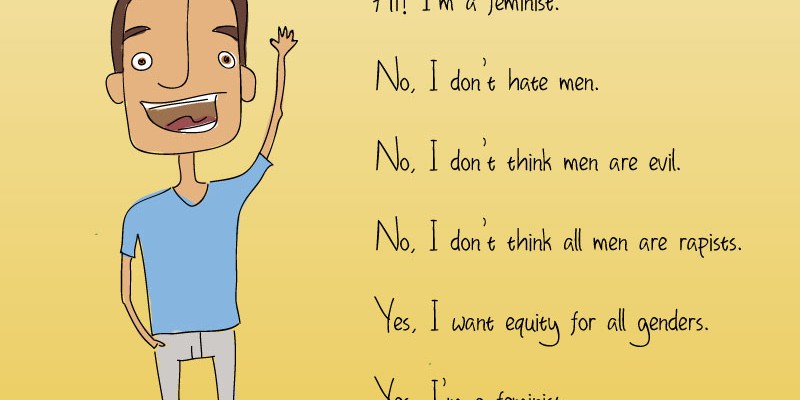 Hi! I'm a feminist.
No, I don't hate men.
No, I don't think men are evil.
No, I don't think all men are rapists.
Yes, I want equity for all genders.
Yes, I'm a feminist